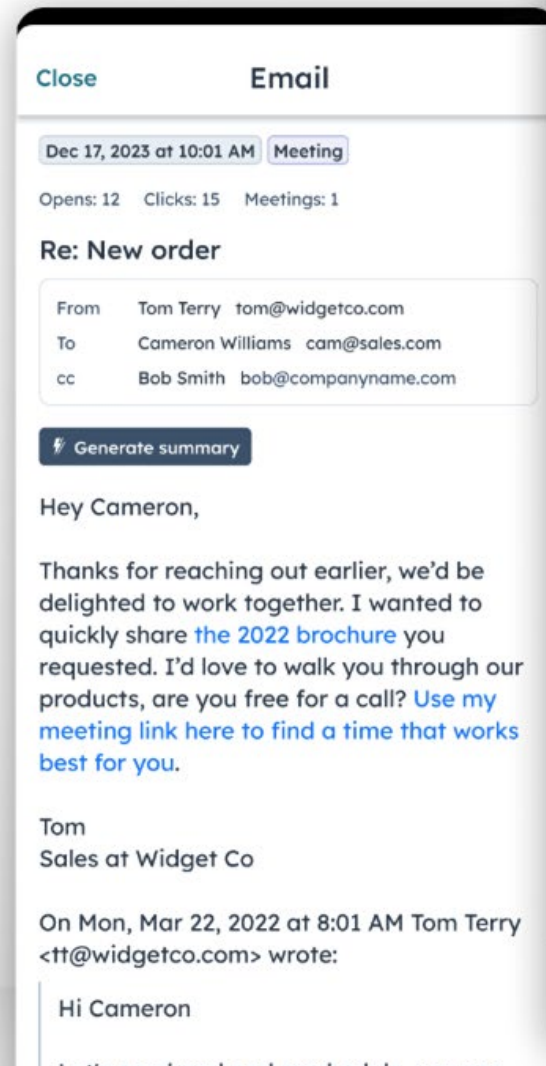 Close Email
Dec 17, 2023 at 10:01 AM Meeting
Opens: 12 Clicks: 15 Meetings: 1
Re: New order
From Tom Terry tom@widgetco.com
To Cameron Williams cam@sales.com
cc Bob Smith bob@companyname.com
Generate summary
Hey Cameron,
Thanks for reaching out earlier, we’d be
delighted to work together. I wanted to
quickly share the 2022 brochure you
requested. I’d love to walk you through our
products, are you free for a call? Use my
meeting link here to find a time that works
best for you.
Tom
Sales at Widget Co
On Mon, Mar 22, 2022 at 8:01 AM Tom Terry
<tt@widgetco.com> wrote:
Hi Cameron